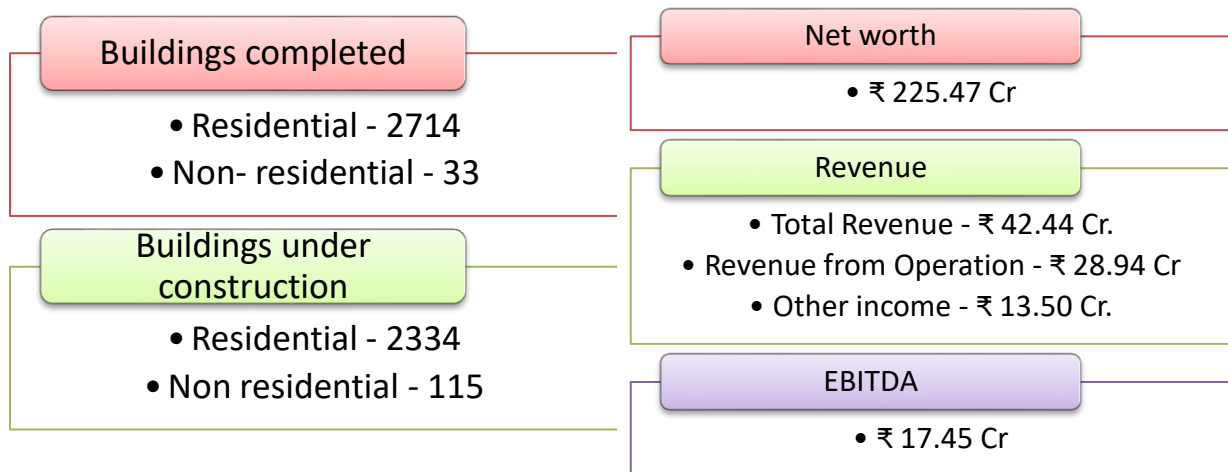 Buildings completed
• Residential - 2714
• Non- residential - 33
Buildings under
construction
• Residential - 2334
• Non residential - 115
Net worth
• ₹ 225.47 Cr
Revenue
• Total Revenue - ₹ 42.44 Cr.
• Revenue from Operation - ₹ 28.94 Cr
• Other income - ₹ 13.50 Cr.
EBITDA
• ₹ 17.45 Cr